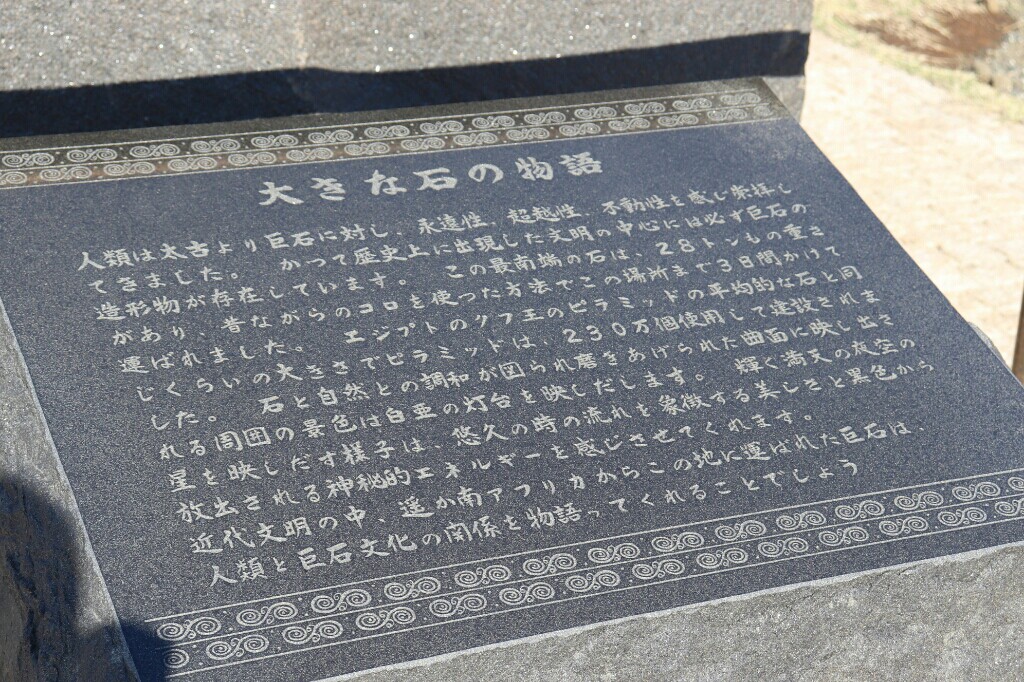 大きな石の物語
人類は太古より巨石に対し、永遠性、超越性、不動性を感じ崇拝し
てきました。 かつて歴史上に出現した文明の中心には必ず巨石の
造形物が存在しています。 この最南端の石は、28トンもの重さ
があり、昔ながらのコロを使った方法でこの場所まで3日間かけて
運ばれました。 エジプトのクフ王のピラミッドの平均的な石と同
じくらいの大きさでピラミッドは、230万個使用して建設されま
した。 石と自然との調和が図られ磨きあげられた曲面に映し出さ
れる周囲の景色は白亜の灯台を映しだします。 輝く満天の夜空の
星を映しだす様子は、悠久の時の流れを象徴する美しさと黒色から
放出される神秘的エネルギーを感じさせてくれます。
近代文明の中、遥か南アフリカからこの地に運ばれた巨石は、
人類と巨石文化の関係を物語ってくれることでしょう